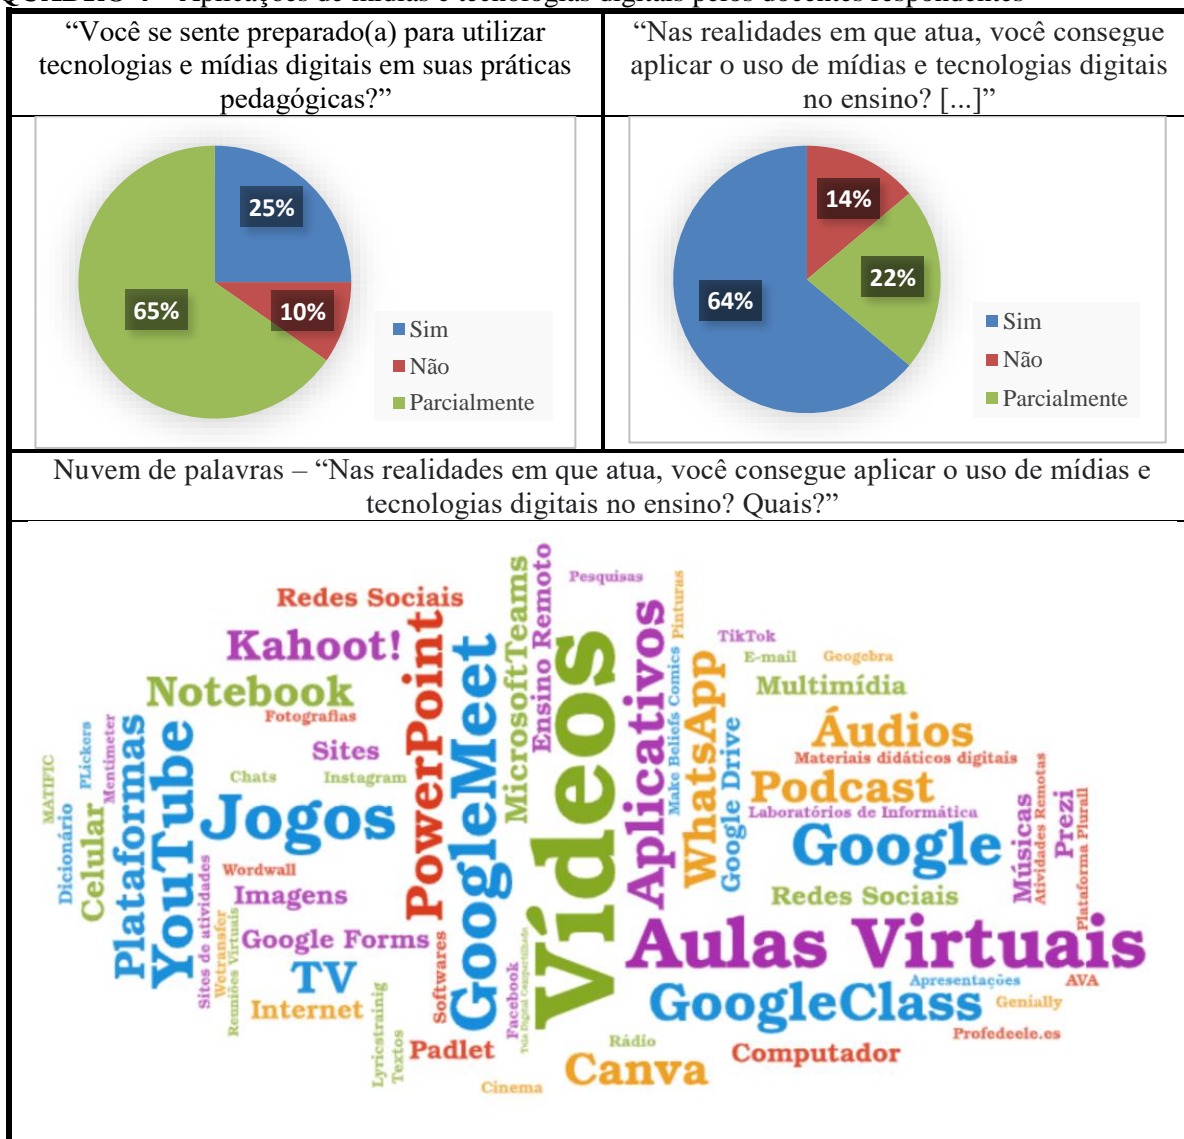 “Você se sente preparado(a) para utilizar
tecnologias e mídias digitais em suas práticas
pedagógicas?”
“Nas realidades em que atua, você consegue
aplicar o uso de mídias e tecnologias digitais
no ensino? [...]”
25%
10%
65%
Sim
Não
Parcialmente
14%
22%
64%
Sim
Não
Parcialmente
Nuvem de palavras – “Nas realidades em que atua, você consegue aplicar o uso de mídias e
tecnologias digitais no ensino? Quais?”
Redes Sociais
Kahoot!
Notebook
Fotografias
Sites
Chats
Instagram
Jogos
Wordwall
Imagens
Google Forms
TV
Internet
MATIFIC
Dicionário
PLickers
Celular
Mentimeter
Plataformas
YouTube
Sites de atividades
Wetransfer
Reuniões Virtuais
Lyricstrainig
Textos
PowerPoint
Softwares
Padlet
GoogleMeet
Cinema
MicrosoftTeams
Ensino Remoto
Facebook
Vídeos
Pesquisas
Aplicativos
Pinturas
Make Beliefs Comics
WhatsApp
Google Drive
TikTok
E-mail
Geogebra
Multimídia
Áudios
Materiais didáticos digitais
Podcast
Laboratórios de Informática
Google
Músicas
Atividades Remotas
Prezi
Plataforma Plurall
Redes Sociais
Aulas Virtuais
Apresentações
AVA
GoogleClass
Genially
Profedeele.es
Rádio
Computador
Canva